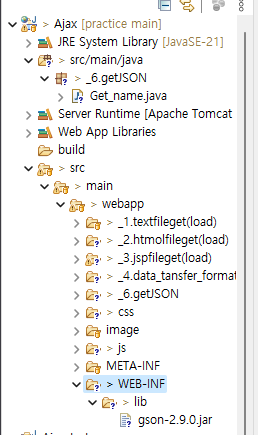 > Ajax [practice main]
JRE System Library [JavaSE-21]
> src/main/java
> _6.getJSON
> Get_name.java
Server Runtime [Apache Tomcat
Web App Libraries
build
> src
> main
> webapp
> _1.textfileget(load)
> _2.htmolfileget(load)
> _3.jspfileget(load)
> _4.data_tansfer_format
> _6.getJSON
> css
image
> js
META-INF
> WEB-INF
> lib
gson-2.9.0.jar